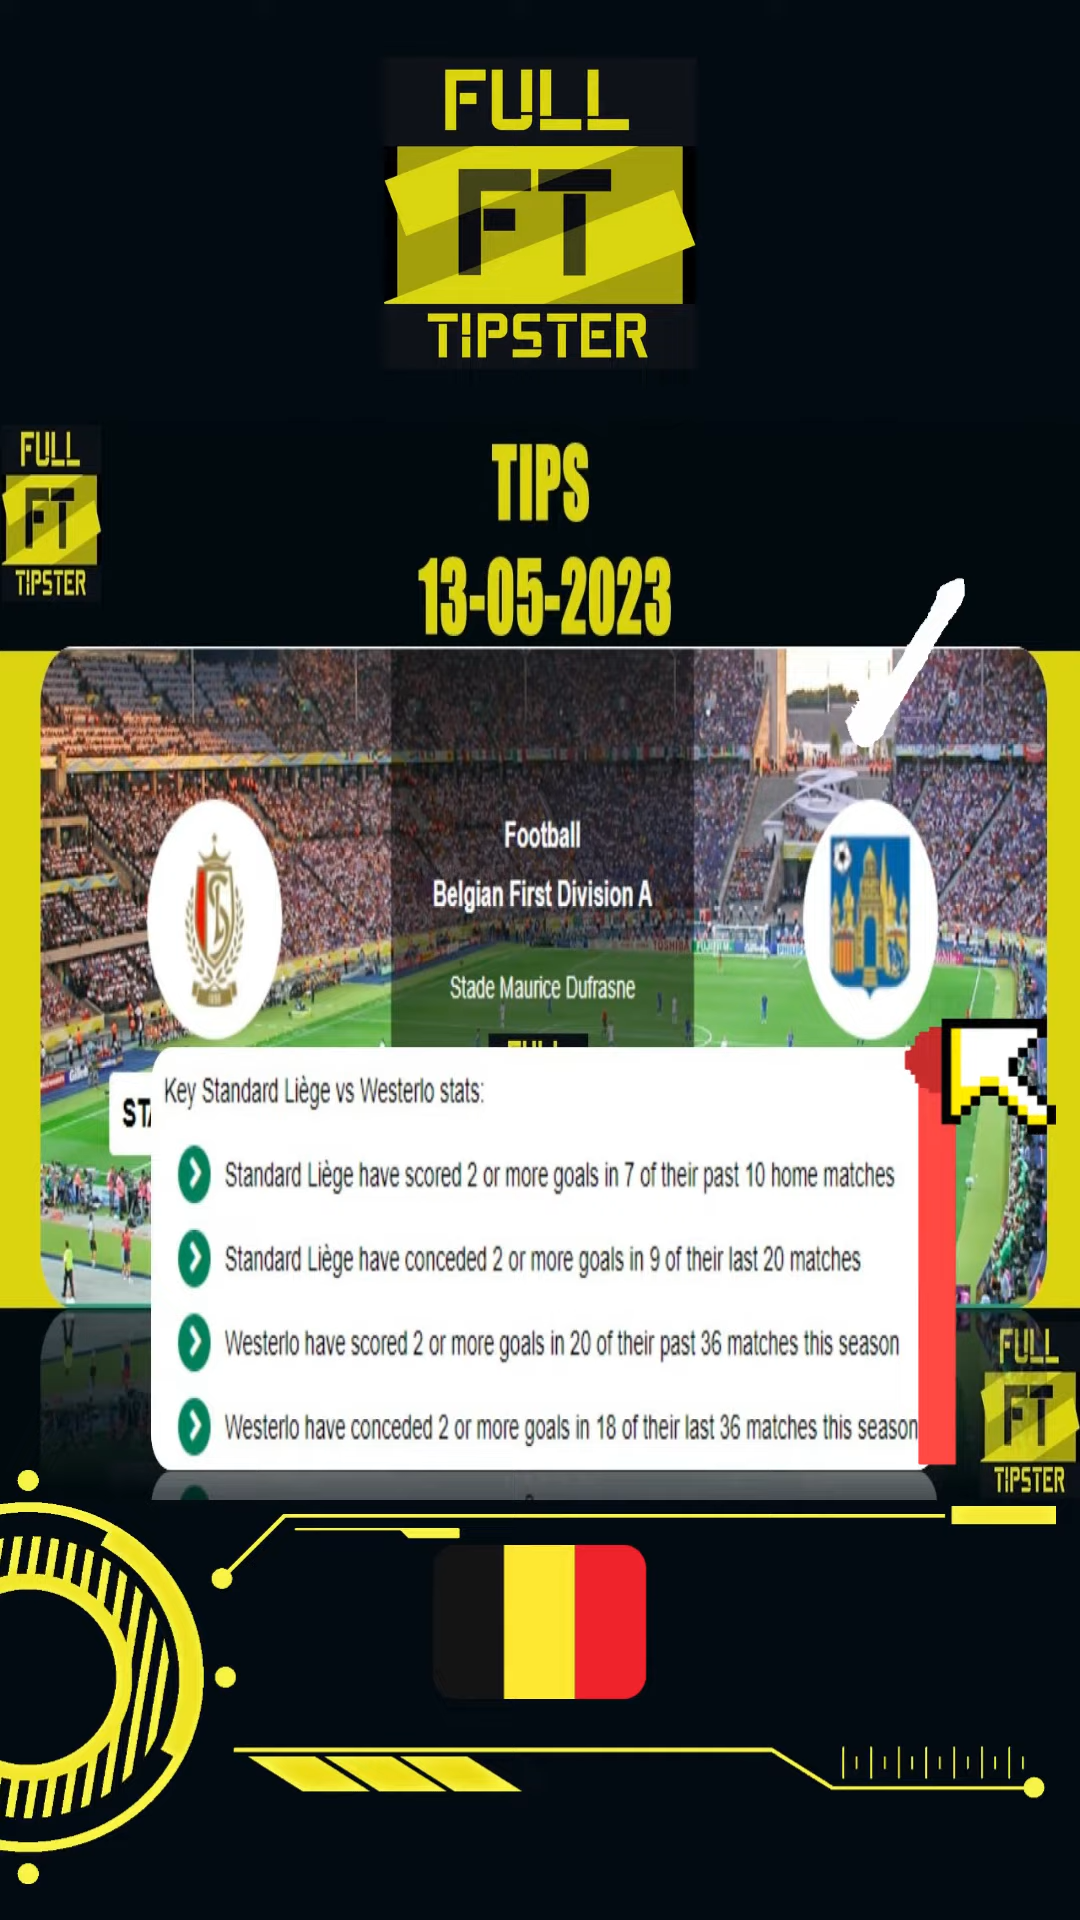 FULL
FT
TIPSTER
FULL
FT
TIPSTER
TIPS
13-05-2023
Football
Belgian First Division A
Stade Maurice Dufrasne
Key Standard Liège vs Westerlo stats:
Standard Liège have scored 2 or more goals in 7 of their past 10 home matches
Standard Liège have conceded 2 or more goals in 9 of their last 20 matches
Westerlo have scored 2 or more goals in 20 of their past 36 matches this season
Westerlo have conceded 2 or more goals in 18 of their last 36 matches this season
FULL
FT
TIPSTER